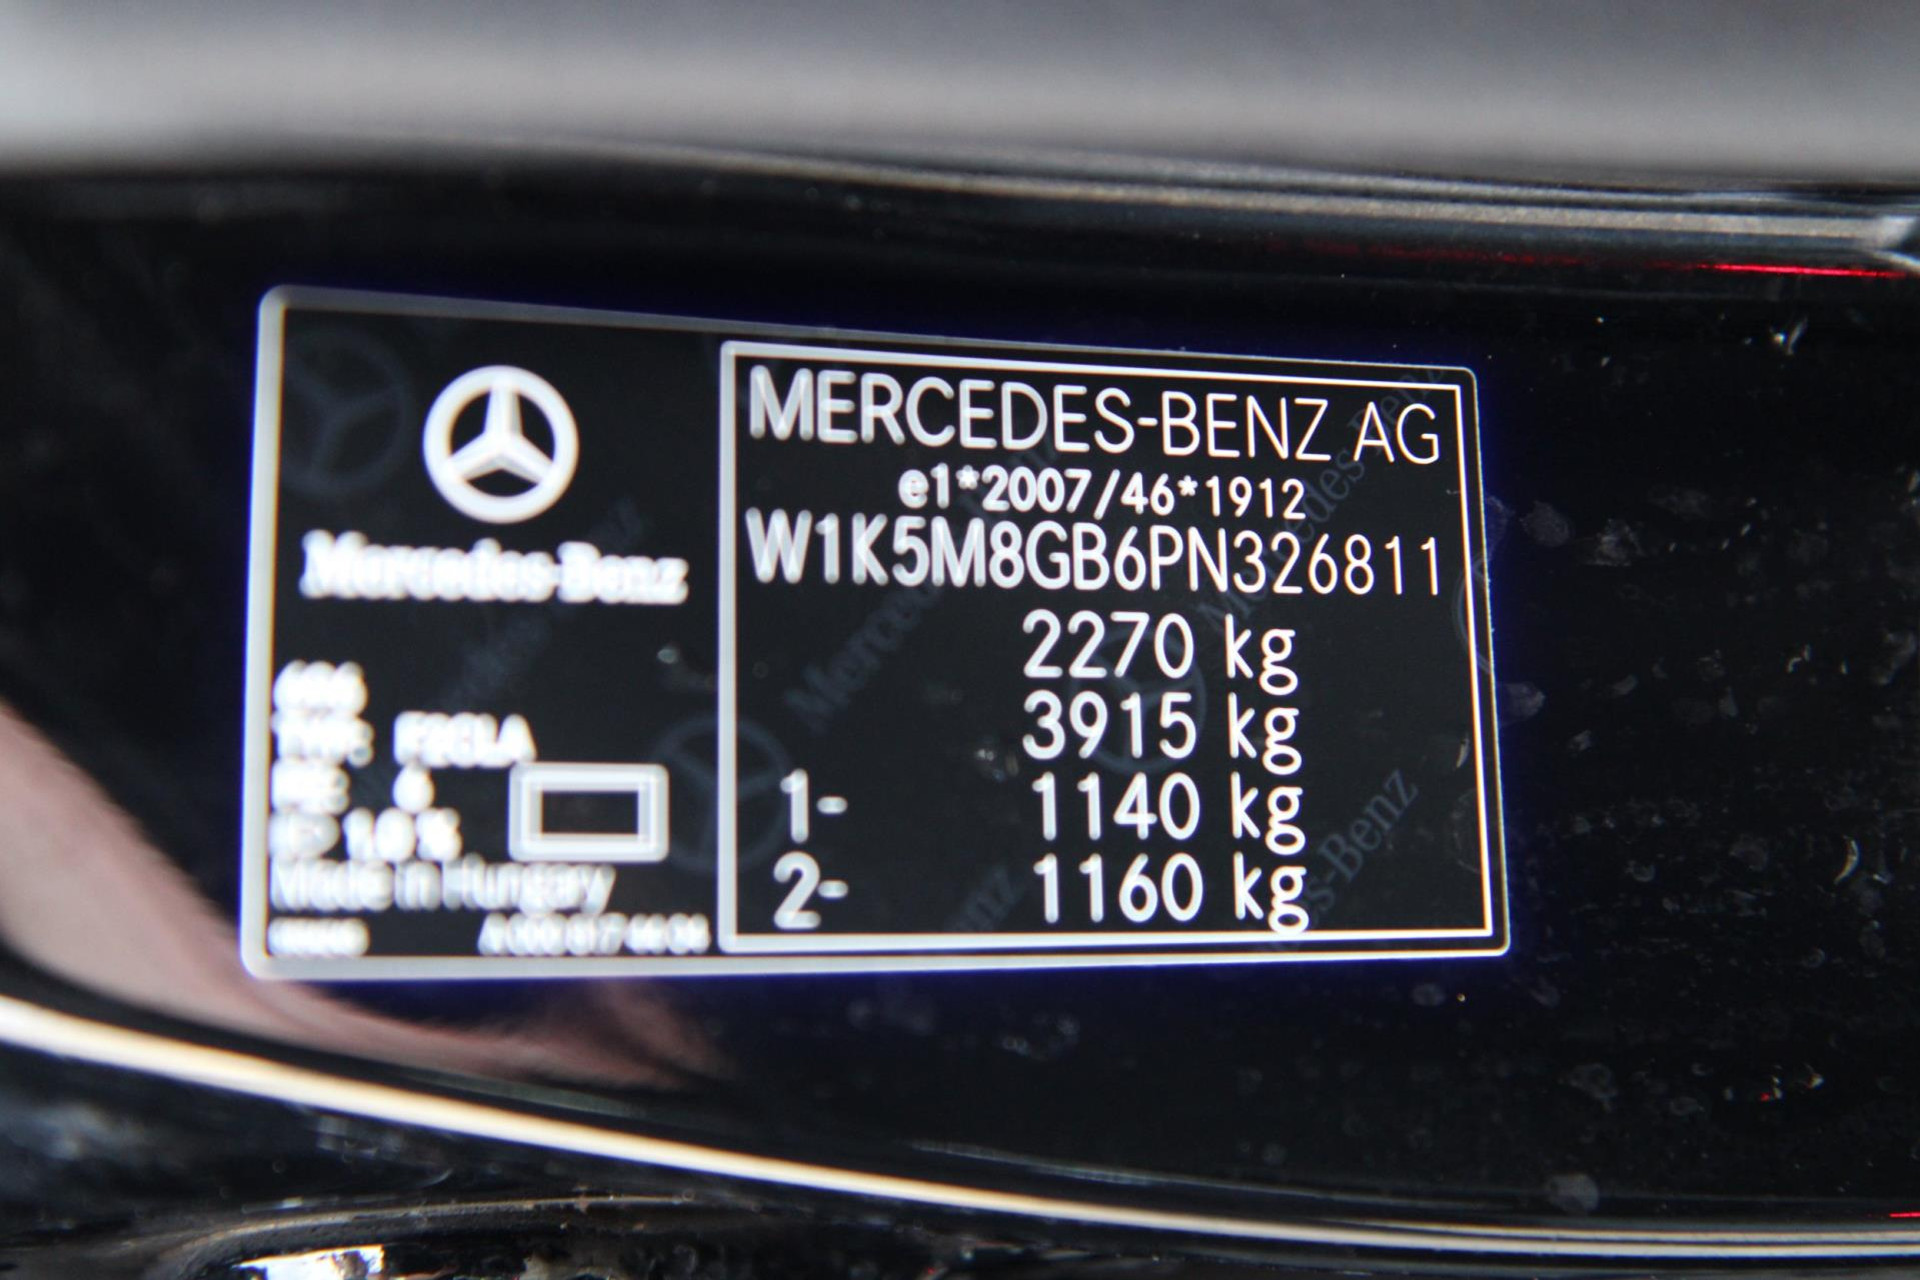 Mercedes-Benz
Made in Hungary
MERCEDES-BENZ AG
e1*2007/46*1912
W1K5M8GB6PN326811
2270 kg
3915 kg
1- 1140 kg
2- 1160 kg